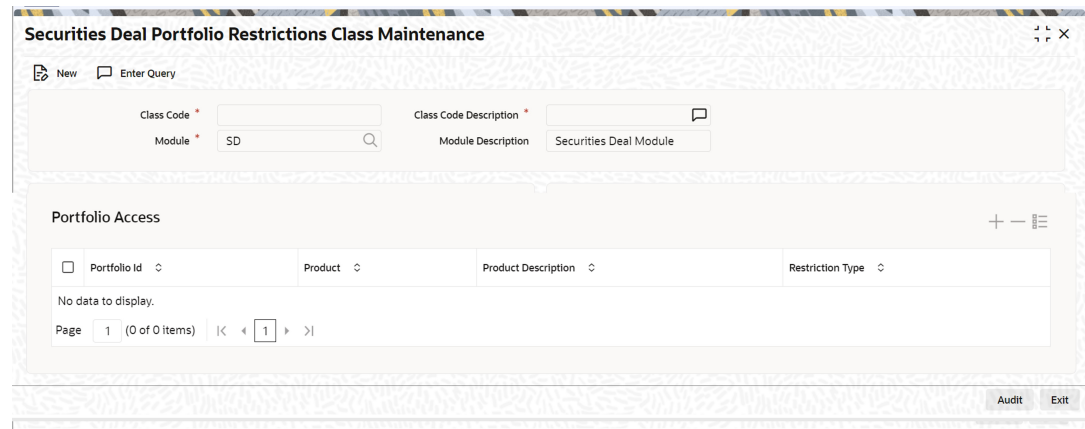 Securities Deal Portfolio Restrictions Class Maintenance
New Enter Query
Class Code * Class Code Description *
Module * SD Module Description Securities Deal Module
Portfolio Access
Portfolio Id Product Product Description Restriction Type
No data to display.
Page 1 (0 of 0 items) 1
Audit Exit